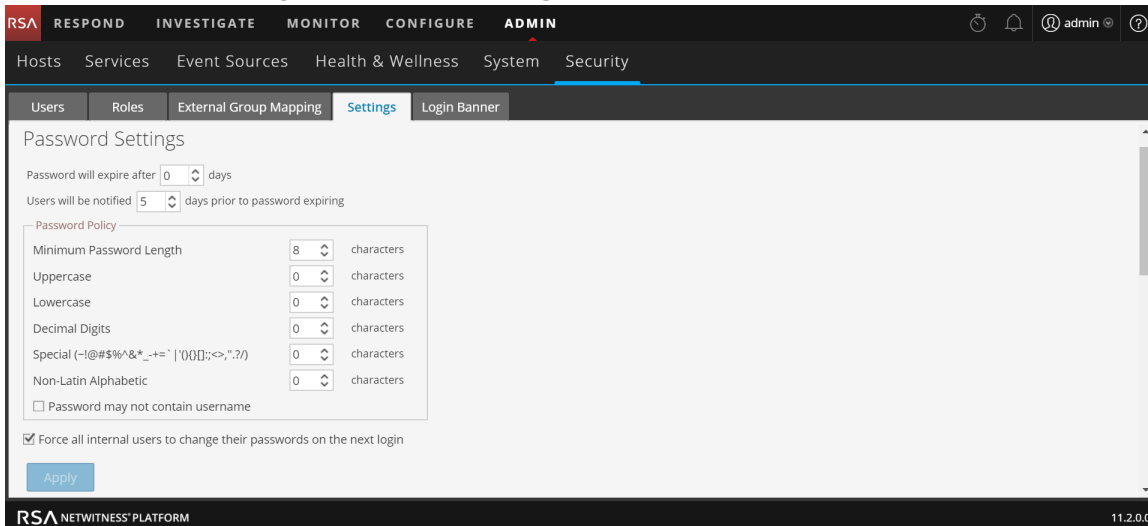 RSA RESPOND INVESTIGATE MONITOR CONFIGURE ADMIN admin ?
Hosts Services Event Sources Health & Wellness System Security
Users Roles External Group Mapping Settings Login Banner
Password Settings
Password will expire after 0 days
Users will be notified 5 days prior to password expiring
Password Policy
Minimum Password Length 8 characters
Uppercase 0 characters
Lowercase 0 characters
Decimal Digits 0 characters
Special (~!@#$%^&*_-+=`|'(){}[]:;<>,".?/) 0 characters
Non-Latin Alphabetic 0 characters
Password may not contain username
Force all internal users to change their passwords on the next login
Apply
RSA NETWITNESS® PLATFORM 11.2.0.0